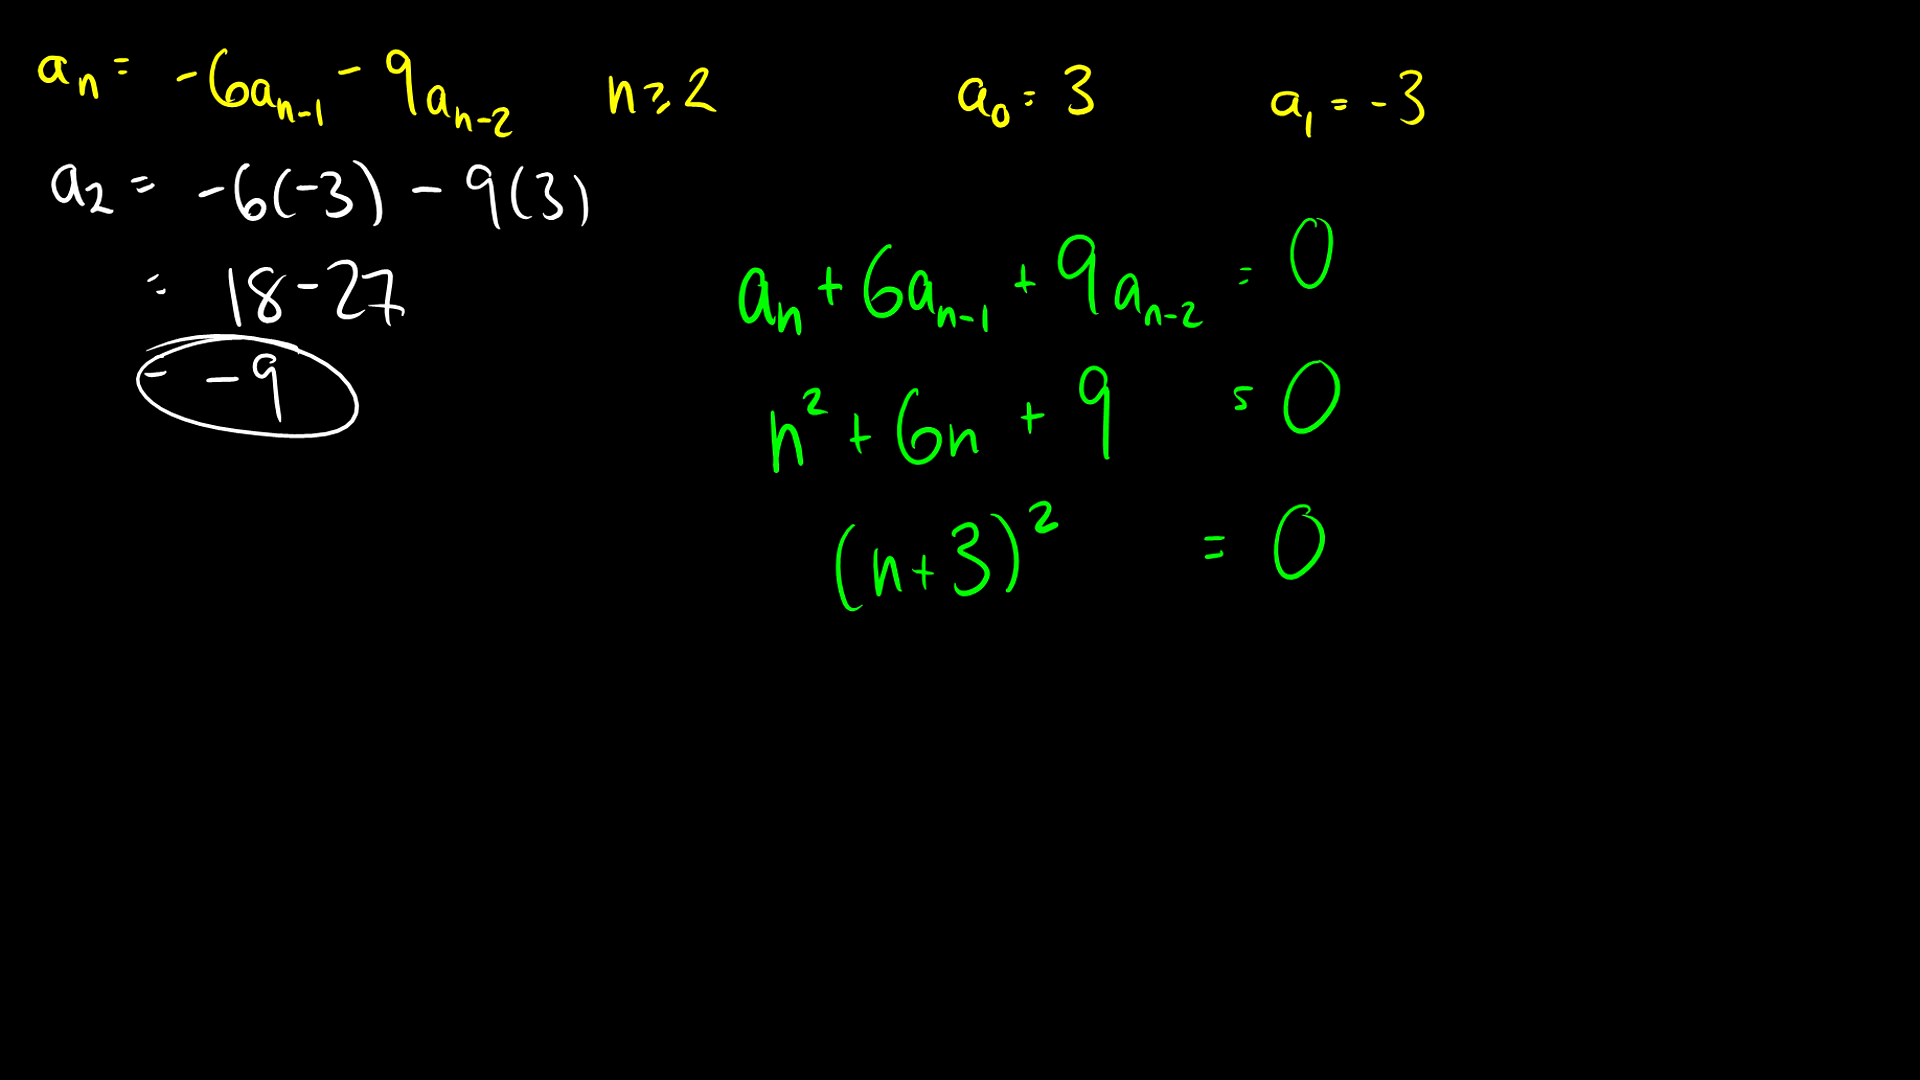 aₙ = -6aₙ₋₁ - 9aₙ₋₂ n ≥ 2 a₀ = 3 a₁ = -3
a₂ = -6(-3) - 9(3)
= 18 - 27
= -9
aₙ + 6aₙ₋₁ + 9aₙ₋₂ = 0
n² + 6n + 9 = 0
(n+3)² = 0